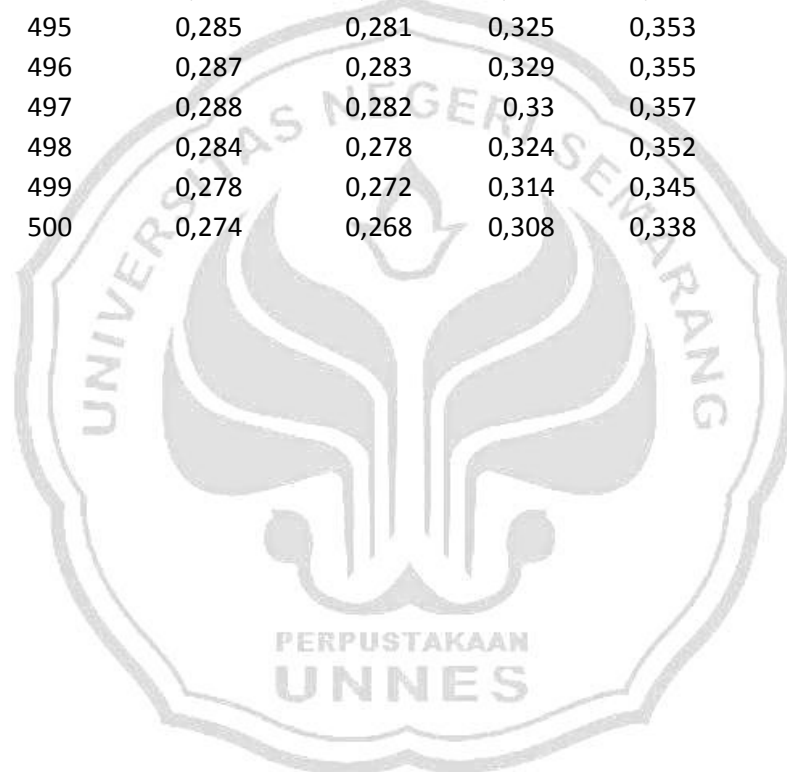 495 0,285 0,281 0,325 0,353
496 0,287 0,283 0,329 0,355
497 0,288 0,282 0,33 0,357
498 0,284 0,278 0,324 0,352
499 0,278 0,272 0,314 0,345
500 0,274 0,268 0,308 0,338
UNIVERSITAS NEGERI SEMARANG
PERPUSTAKAAN
UNNES